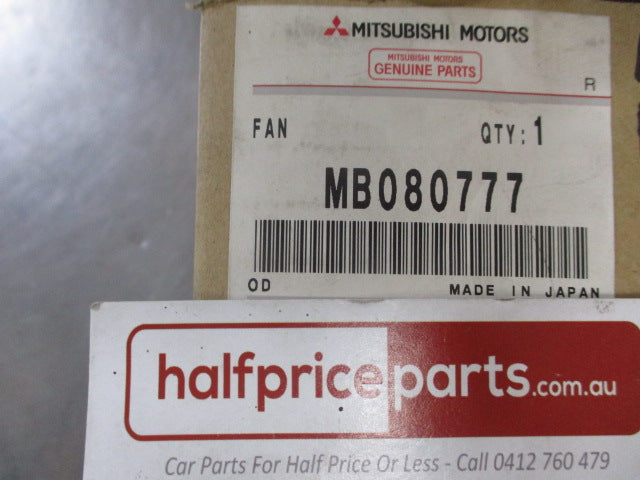 MITSUBISHI MOTORS
MITSUBISHI MOTORS
GENUINE PARTS
R
FAN QTY: 1
MB080777
OD MADE IN JAPAN
halfpriceparts.com.au
Car Parts For Half Price Or Less - Call 0412 760 479